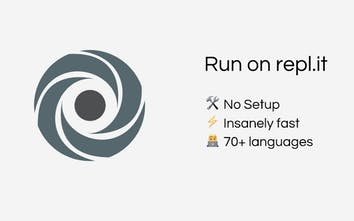 Run on repl.it
🛠 No Setup
⚡ Insanely fast
👩‍💻 70+ languages